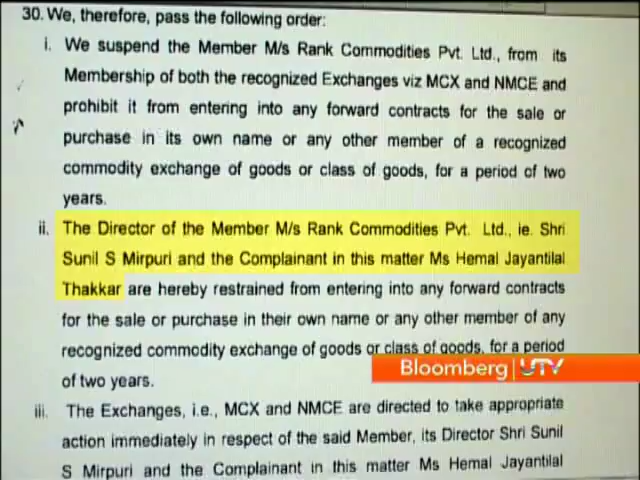 30. We, therefore, pass the following order:
i. We suspend the Member M/s Rank Commodities Pvt. Ltd., from its
Membership of both the recognized Exchanges viz MCX and NMCE and
prohibit it from entering into any forward contracts for the sale or
purchase in its own name or any other member of a recognized
commodity exchange of goods or class of goods, for a period of two
years.
ii. The Director of the Member M/s Rank Commodities Pvt. Ltd., ie. Shri
Sunil S Mirpuri and the Complainant in this matter Ms Hemal Jayantilal
Thakkar are hereby restrained from entering into any forward contracts
for the sale or purchase in their own name or any other member of any
recognized commodity exchange of goods or class of goods, for a period
of two years.
Bloomberg | UTV
iii. The Exchanges, i.e., MCX and NMCE are directed to take appropriate
action immediately in respect of the said Member, its Director Shri Sunil
S Mirpuri and the Complainant in this matter Ms Hemal Jayantilal